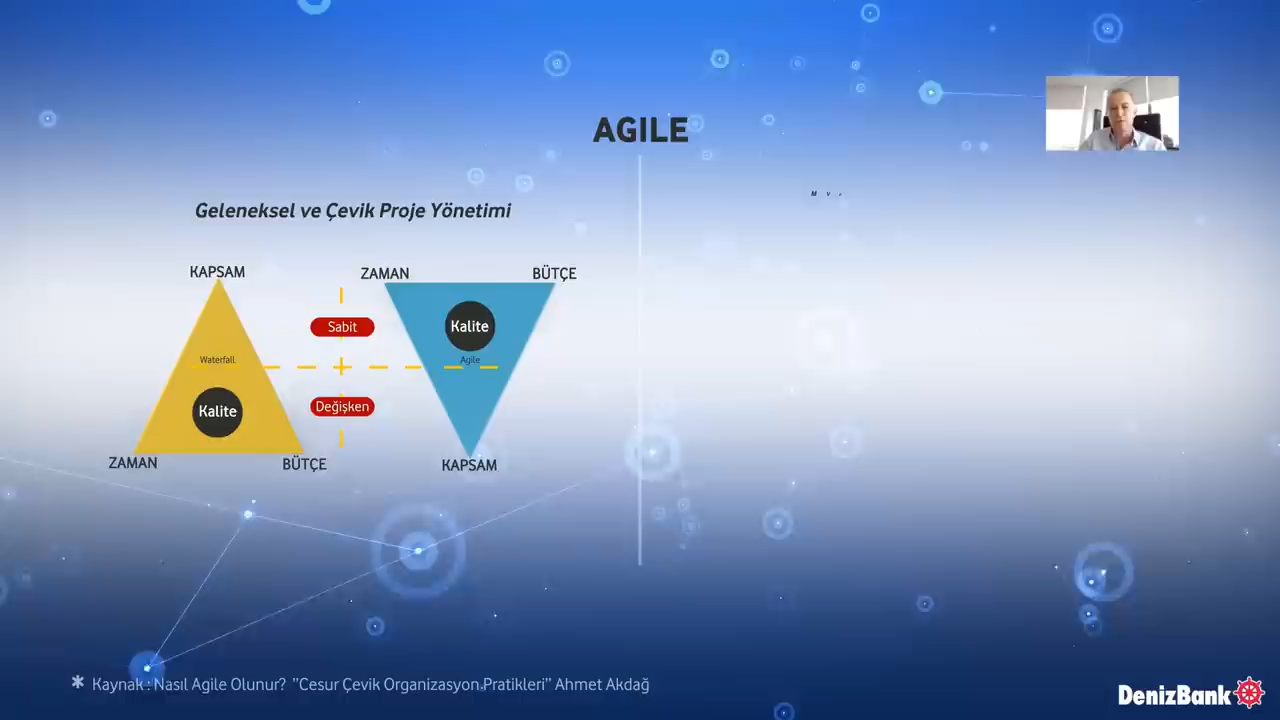 AGILE
Geleneksel ve Çevik Proje Yönetimi
KAPSAM
ZAMAN
BÜTÇE
Sabit
Kalite
Waterfall
Agile
Değişken
Kalite
ZAMAN
BÜTÇE
KAPSAM
* Kaynak : Nasıl Agile Olunur? "Cesur Çevik Organizasyon Pratikleri" Ahmet Akdağ
DenizBank